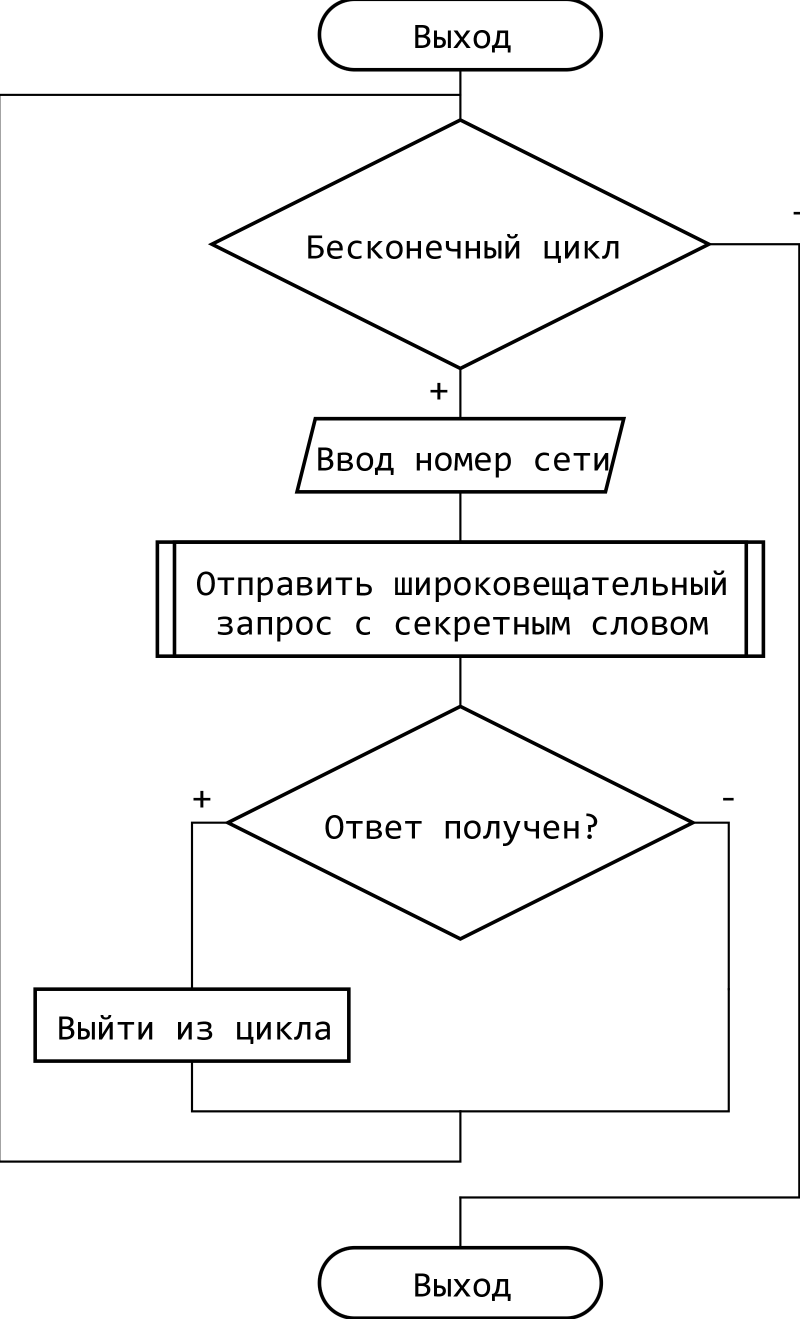 Выход
-
Бесконечный цикл
+
Ввод номер сети
Отправить широковещательный
запрос с секретным словом
+
-
Ответ получен?
Выйти из цикла
Выход